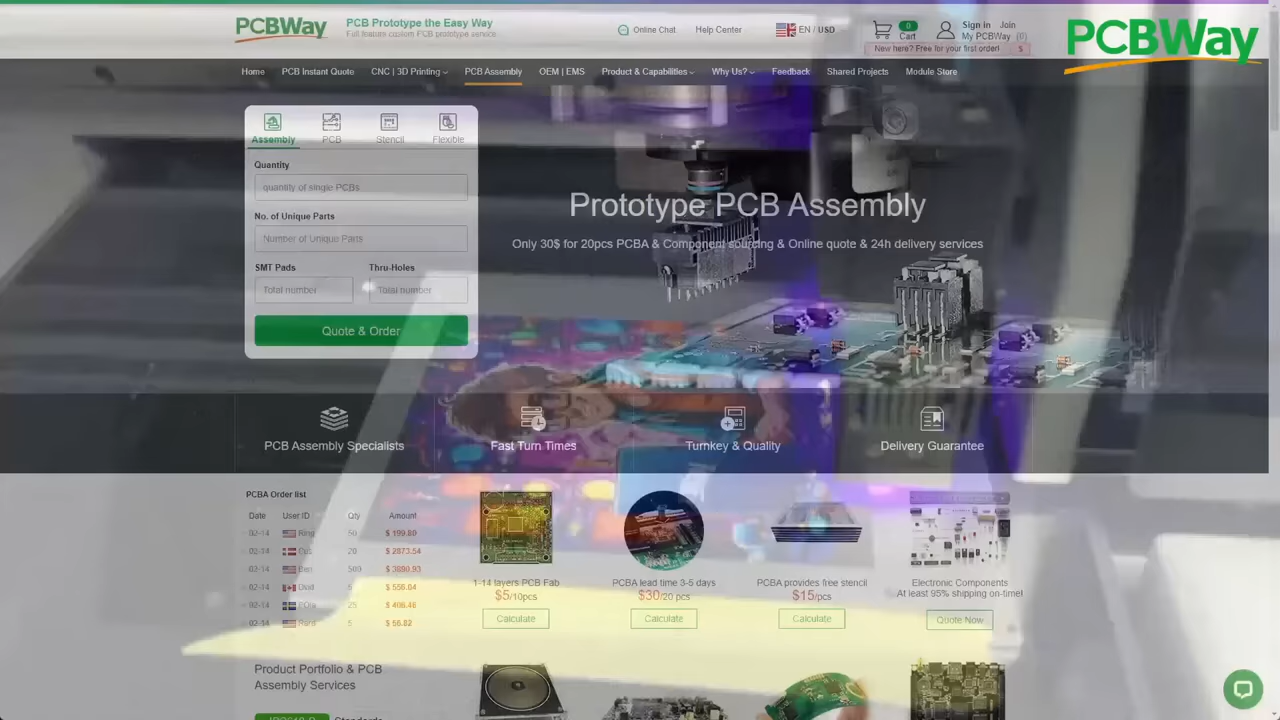 PCBWay
PCB Prototype the Easy Way
Full feature custom PCB prototype service
Online Chat
Help Center
EN / USD
0
Cart
Sign in Join
My PCBWay (0)
New here? Free for your first order! $
PCBWay
Home
PCB Instant Quote
CNC | 3D Printing
PCB Assembly
OEM | EMS
Product & Capabilities
Why Us?
Feedback
Shared Projects
Module Store
Assembly
PCB
Stencil
Flexible
Quantity
quantity of single PCBs
No. of Unique Parts
Number of Unique Parts
SMT Pads
Thru-Holes
Total number
Total number
Quote & Order
Prototype PCB Assembly
Only 30$ for 20pcs PCBA & Component sourcing & Online quote & 24h delivery services
PCB Assembly Specialists
Fast Turn Times
Turnkey & Quality
Delivery Guarantee
PCBA Order list
Date User ID Qty Amount
02-14 50 $ 199.80
02-14 20 $ 2873.54
02-14 500 $ 3880.93
02-14 5 $ 556.04
02-14 25 $ 406.46
02-14 5 $ 56.82
1-14 layers PCB Fab
$5/10pcs
Calculate
PCBA lead time 3-5 days
$30/20 pcs
Calculate
PCBA provides free stencil
$15/pcs
Calculate
Electronic Components
At least 95% shipping on-time!
Quote Now
Product Portfolio & PCB
Assembly Services